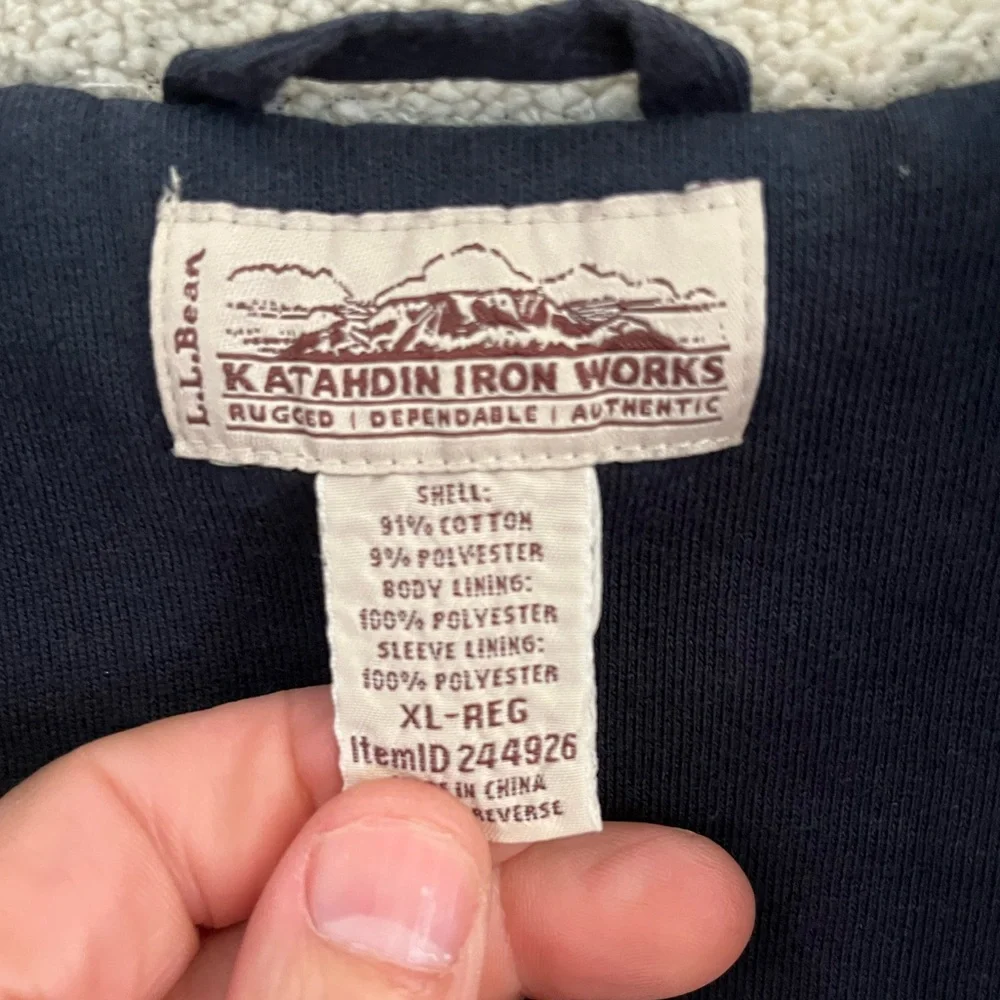 L.L.Bean
KATAHDIN IRON WORKS
RUGGED | DEPENDABLE | AUTHENTIC
SHELL:
91% COTTON
9% POLYESTER
BODY LINING:
100% POLYESTER
SLEEVE LINING:
100% POLYESTER
XL-REG
ItemID 244926
IN CHINA
REVERSE